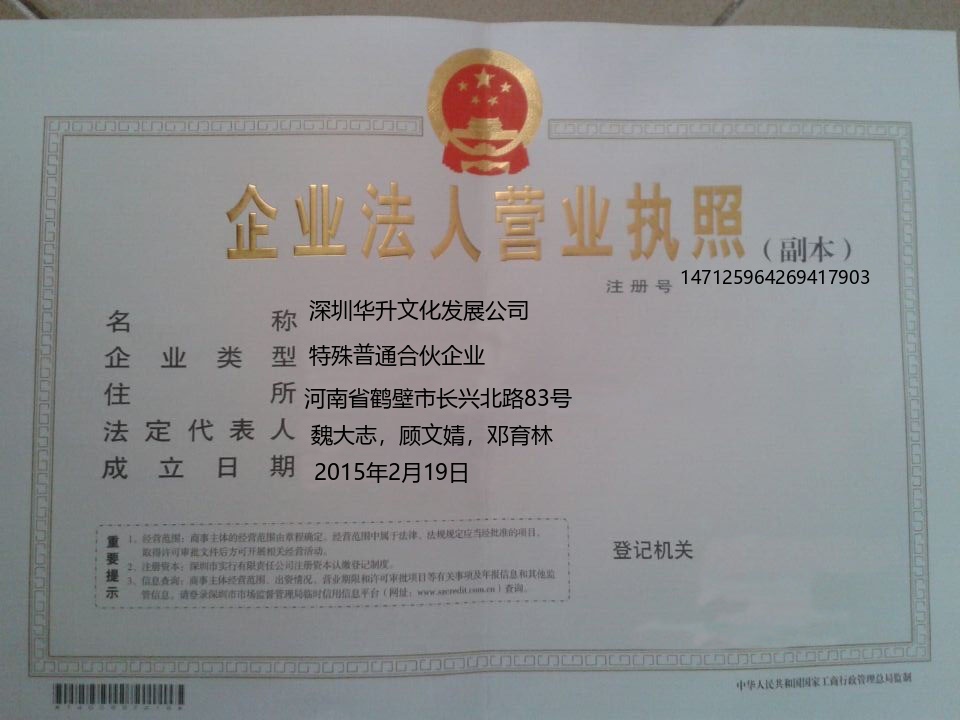 企业法人营业执照
（副本）
注册号 147125964269417903
名称 深圳华升文化发展公司
企业类型 特殊普通合伙企业
住所 河南省鹤壁市长兴北路83号
法定代表人 魏大志，顾文婧，邓育林
成立日期 2015年2月19日
重要提示
1、经营范围：商事主体的经营范围由章程确定。经营范围中属于法律、法规规定应当经批准的项目，
取得许可审批文件后方可开展相关经营活动。
2、注册资本：深圳市实行有限责任公司注册资本认缴登记制度。
3、信息查询：商事主体经营范围、出资情况、营业期限和许可审批项目等有关事项及年报信息和其他监
管信息，请登录深圳市市场监督管理局临时信用信息平台（网址：www.szcredit.com.cn）查询。
登记机关
中华人民共和国国家工商行政管理总局监制